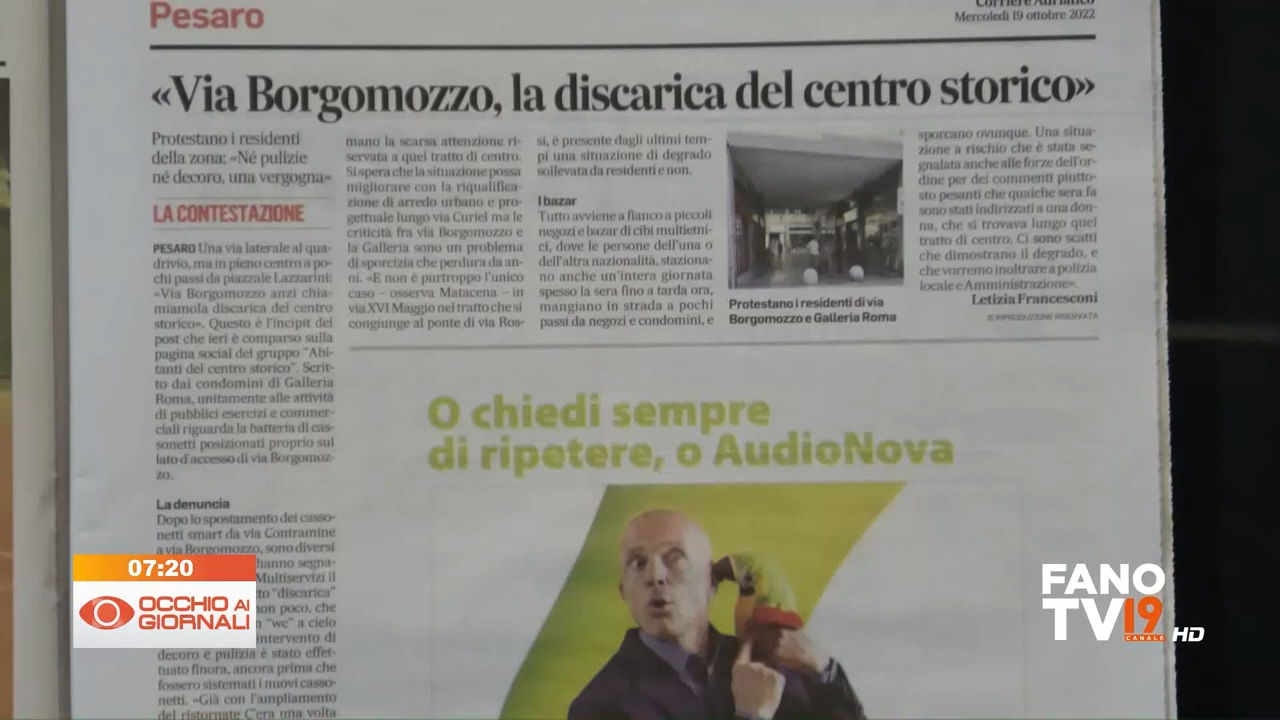 Pesaro
Corriere Adriatico
Mercoledì 19 ottobre 2022
«Via Borgomozzo, la discarica del centro storico»
Protestano i residenti
della zona: «Né pulizie
né decoro, una vergogna»
LA CONTESTAZIONE
PESARO Una via laterale al qua-
drivio, ma in pieno centro a po-
chi passi da piazzale Lazzarini:
«Via Borgomozzo anzi chia-
miamola discarica del centro
storico». Questo è l'incipit del
post che ieri è comparso sulla
pagina social del gruppo "Abi-
tanti del centro storico". Scrit-
to dai condomini di Galleria
Roma, unitamente alle attività
di pubblici esercizi e commer-
ciali riguarda la batteria di cas-
sonetti posizionati proprio sul
lato d'accesso di via Borgomoz-
zo.
La denuncia
Dopo lo spostamento dei casso-
netti smart da via Contramine
a via Borgomozzo, sono diversi
hanno segna-
Multiservizi il
"discarica"
non poco, che
"wc" a cielo
intervento di
decoro e pulizia è stato effet-
tuato finora, ancora prima che
fossero sistemati i nuovi casso-
netti. «Già con l'ampliamento
del ristornate C'era una volta
mano la scarsa attenzione ri-
servata a quel tratto di centro.
Si spera che la situazione possa
migliorare con la riqualifica-
zione di arredo urbano e pro-
gettuale lungo via Curiel ma le
criticità fra via Borgomozzo e
la Galleria sono un problema
di sporcizia che perdura da an-
ni. «E non è purtroppo l'unico
caso – osserva Matacena – in
via XVI Maggio nel tratto che si
congiunge al ponte di via Ros-
si, è presente dagli ultimi tem-
pi una situazione di degrado
sollevata da residenti e non.
I bazar
Tutto avviene a fianco a piccoli
negozi e bazar di cibi multietni-
ci, dove le persone dell'una o
dell'altra nazionalità, staziona-
no anche un'intera giornata
spesso la sera fino a tarda ora,
mangiano in strada a pochi
passi da negozi e condomini, e
Protestano i residenti di via
Borgomozzo e Galleria Roma
sporcano ovunque. Una situa-
zione a rischio che è stata se-
gnalata anche alle forze dell'or-
dine per dei commenti piutto-
sto pesanti che qualche sera fa
sono stati indirizzati a una don-
na, che si trovava lungo quel
tratto di centro. Ci sono scatti
che dimostrano il degrado, e
che vorremo inoltrare a polizia
locale e Amministrazione».
Letizia Francesconi
© RIPRODUZIONE RISERVATA
O chiedi sempre
di ripetere, o AudioNova
07:20
OCCHIO AI
GIORNALI
FANO
TV19
CANALE
HD